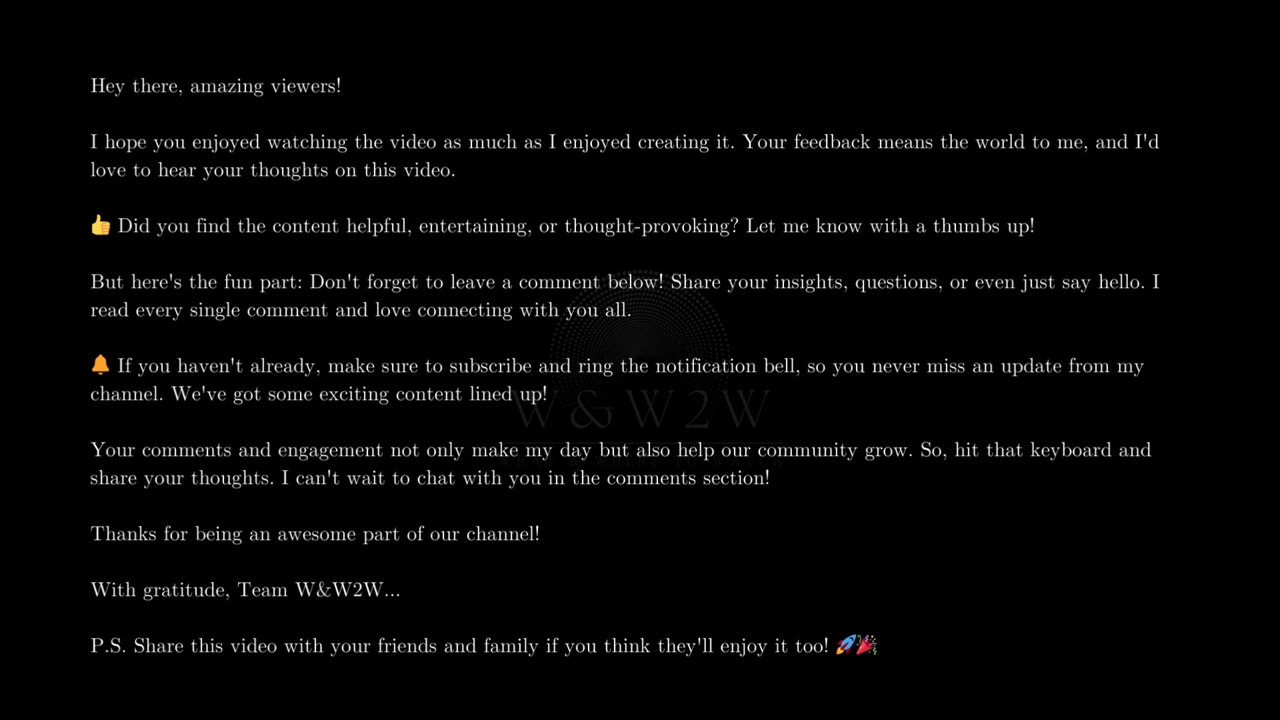 Hey there, amazing viewers!
I hope you enjoyed watching the video as much as I enjoyed creating it. Your feedback means the world to me, and I'd
love to hear your thoughts on this video.
👍 Did you find the content helpful, entertaining, or thought-provoking? Let me know with a thumbs up!
But here's the fun part: Don't forget to leave a comment below! Share your insights, questions, or even just say hello. I
read every single comment and love connecting with you all.
🔔 If you haven't already, make sure to subscribe and ring the notification bell, so you never miss an update from my
channel. We've got some exciting content lined up!
W&W2W
Your comments and engagement not only make my day but also help our community grow. So, hit that keyboard and
share your thoughts. I can't wait to chat with you in the comments section!
Thanks for being an awesome part of our channel!
With gratitude, Team W&W2W...
P.S. Share this video with your friends and family if you think they'll enjoy it too! 🚀🎉